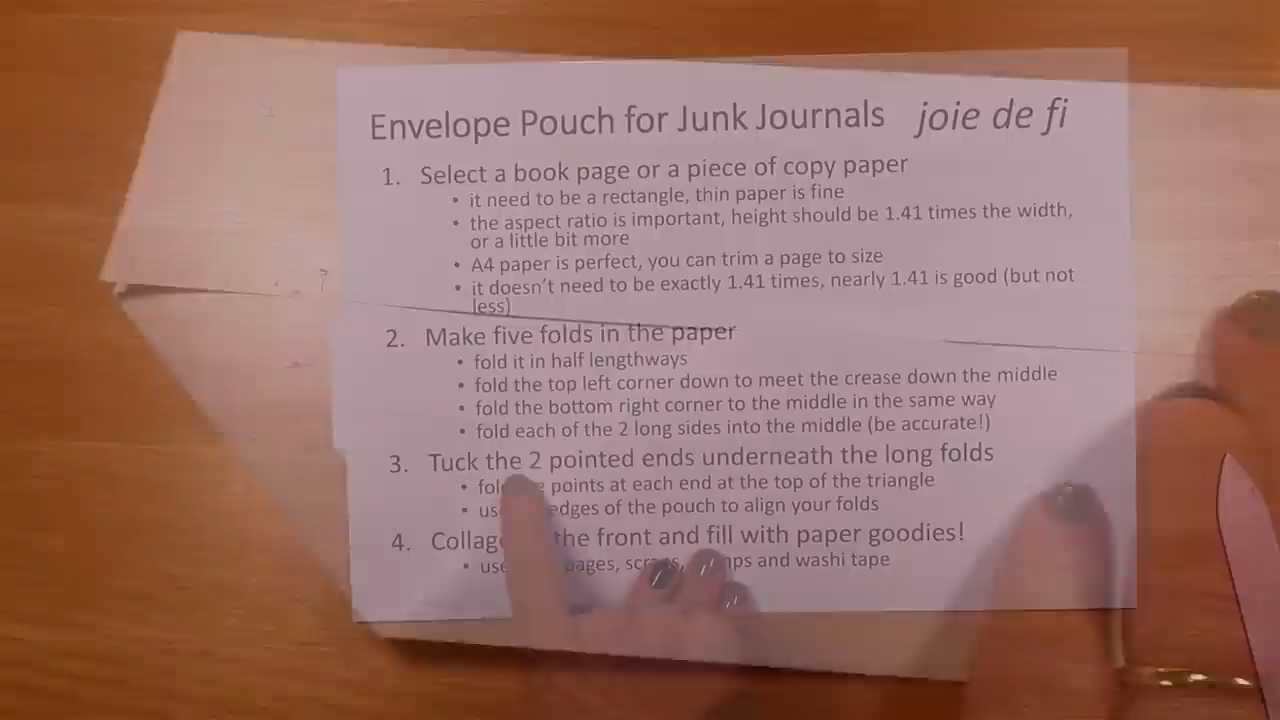 Envelope Pouch for Junk Journals joie de fi
1. Select a book page or a piece of copy paper
• it need to be a rectangle, thin paper is fine
• the aspect ratio is important, height should be 1.41 times the width,
or a little bit more
• A4 paper is perfect, you can trim a page to size
• it doesn't need to be exactly 1.41 times, nearly 1.41 is good (but not
less)
2. Make five folds in the paper
• fold it in half lengthways
• fold the top left corner down to meet the crease down the middle
• fold the bottom right corner to the middle in the same way
• fold each of the 2 long sides into the middle (be accurate!)
3. Tuck the 2 pointed ends underneath the long folds
• points at each end at the top of the triangle
• edges of the pouch to align your folds
4. the front and fill with paper goodies!
• and washi tape